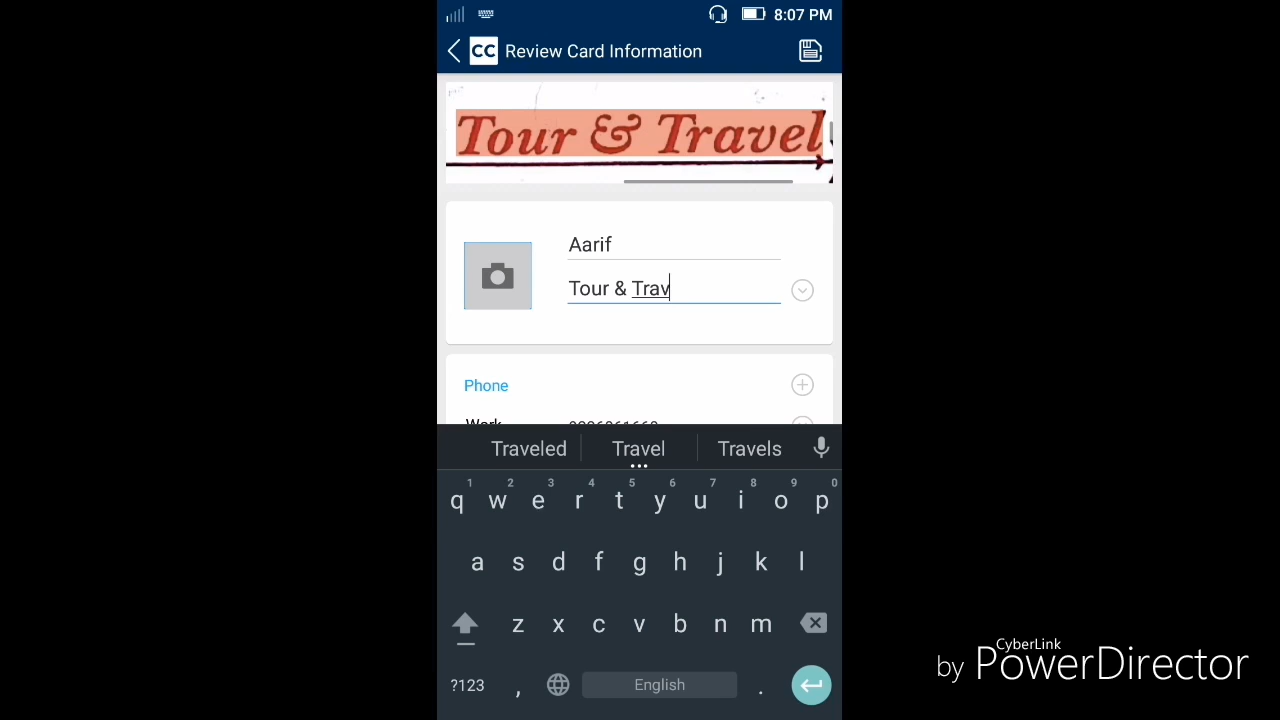 8:07 PM
CC Review Card Information
Tour & Travel
Aarif
Tour & Trav
Phone
Work
Traveled Travel Travels
1 2 3 4 5 6 7 8 9 0
q w e r t y u i o p
a s d f g h j k l
z x c v b n m
?123 , English .
CyberLink
by PowerDirector